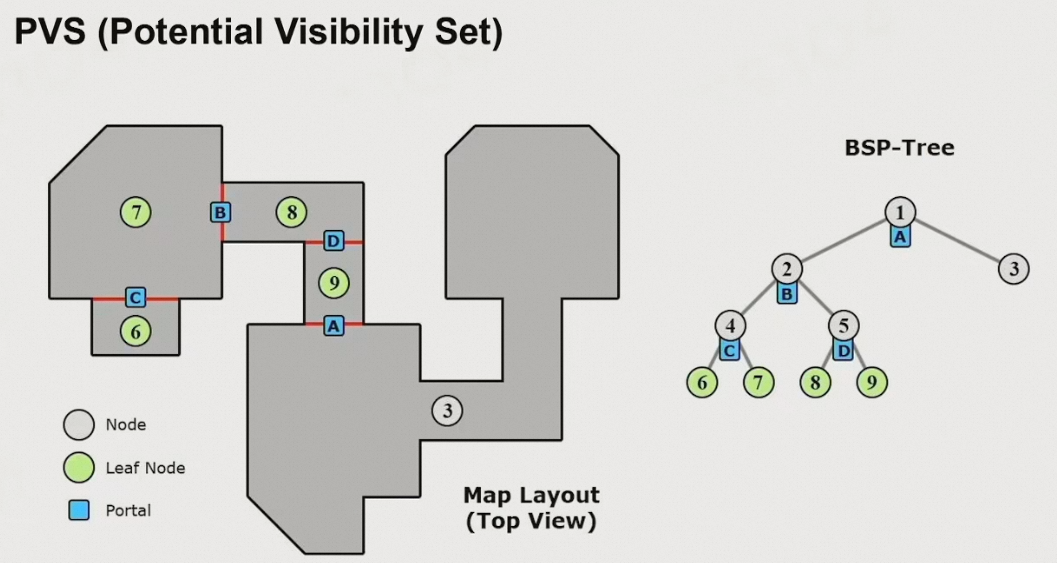 PVS (Potential Visibility Set)
7
B
8
D
9
C
6
A
3
Node
Leaf Node
Portal
Map Layout
(Top View)
BSP-Tree
1
A
2
3
B
4
5
C
D
6
7
8
9